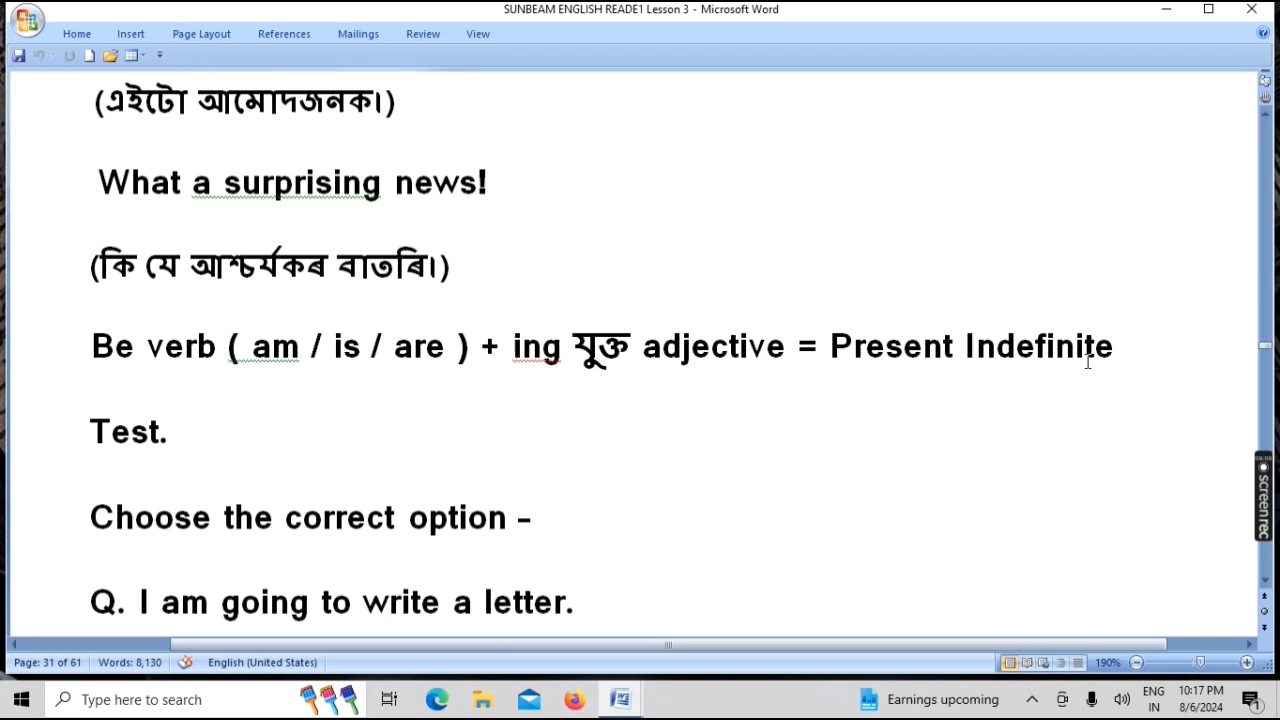 SUNBEAM ENGLISH READE1 Lesson 3 - Microsoft Word
Home Insert Page Layout References Mailings Review View
(এইটো আমোদজনক।)
What a surprising news!
(কি যে আশ্চৰ্যকৰ বাতৰি।)
Be verb ( am / is / are ) + ing যুক্ত adjective = Present Indefinite
Test.
Choose the correct option –
Q. I am going to write a letter.
screen rec
Page: 31 of 61 Words: 8,130 English (United States) 190%
Type here to search Earnings upcoming ENG IN 10:17 PM 8/6/2024